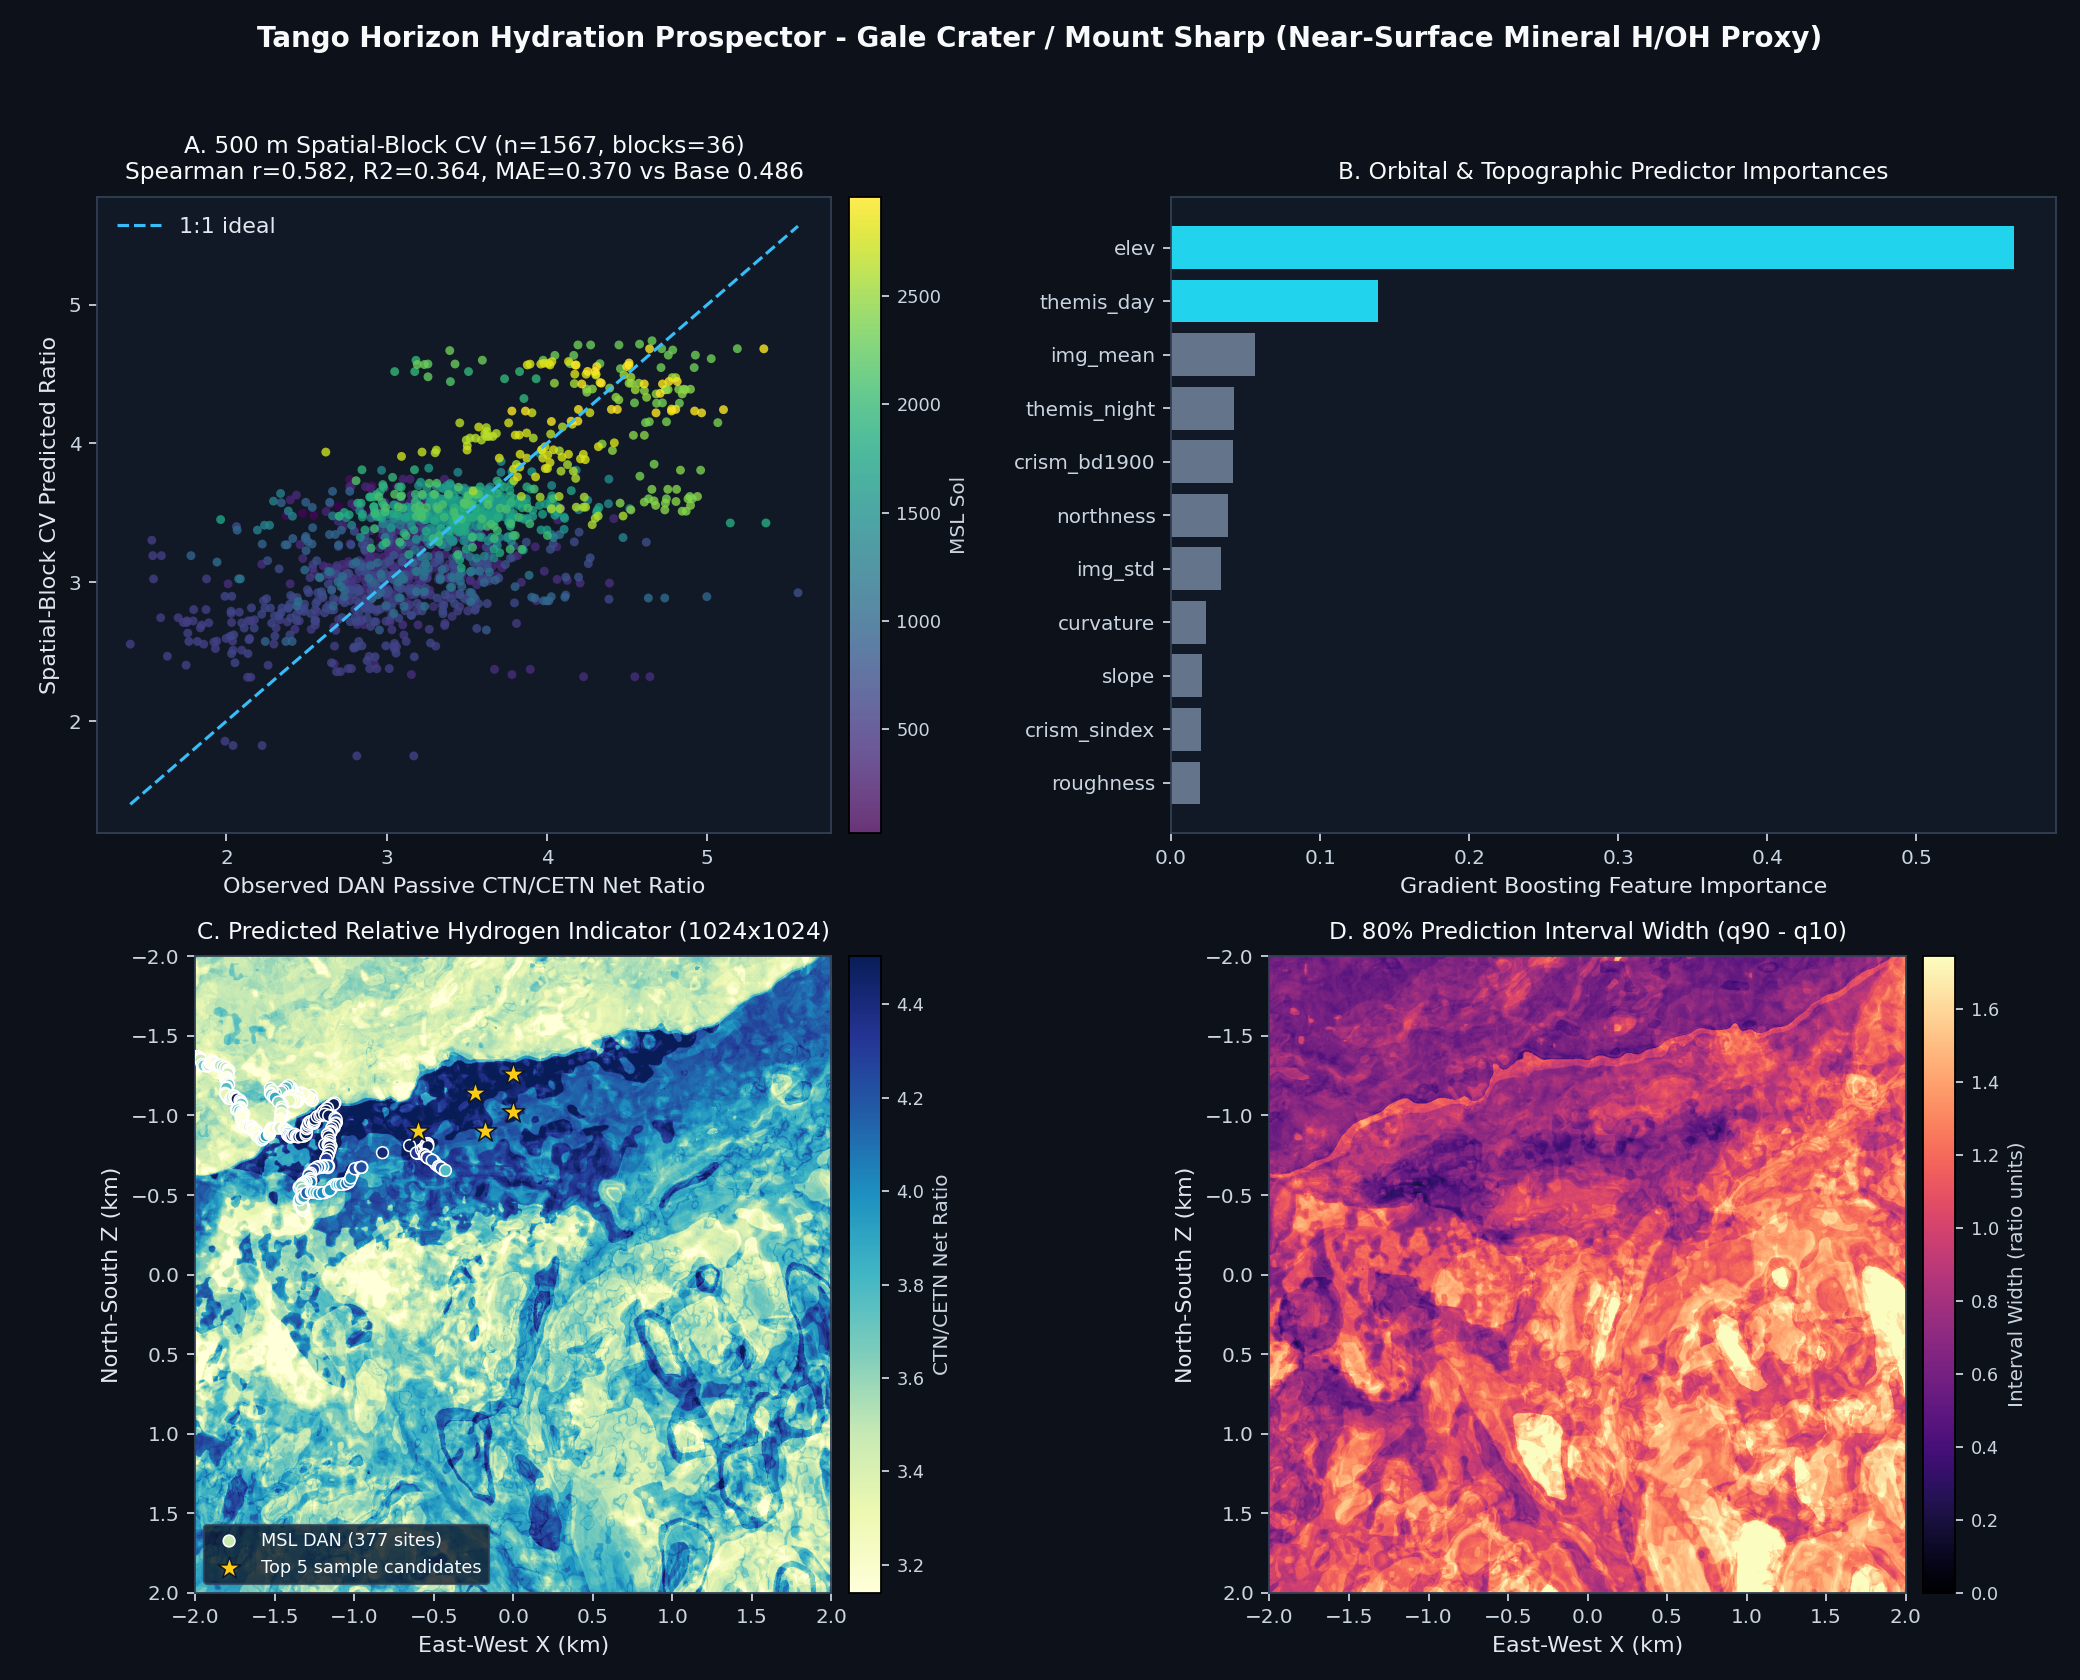 Tango Horizon Hydration Prospector - Gale Crater / Mount Sharp (Near-Surface Mineral H/OH Proxy)
A. 500 m Spatial-Block CV (n=1567, blocks=36)
Spearman r=0.582, R2=0.364, MAE=0.370 vs Base 0.486
1:1 ideal
5
4
3
2
2
3
4
5
Spatial-Block CV Predicted Ratio
Observed DAN Passive CTN/CETN Net Ratio
2500
2000
1500
1000
500
MSL Sol
B. Orbital & Topographic Predictor Importances
elev
themis_day
img_mean
themis_night
crism_bd1900
northness
img_std
curvature
slope
crism_sindex
roughness
0.0
0.1
0.2
0.3
0.4
0.5
Gradient Boosting Feature Importance
C. Predicted Relative Hydrogen Indicator (1024x1024)
−2.0
−1.5
−1.0
−0.5
0.0
0.5
1.0
1.5
2.0
North-South Z (km)
MSL DAN (377 sites)
Top 5 sample candidates
−2.0
−1.5
−1.0
−0.5
0.0
0.5
1.0
1.5
2.0
East-West X (km)
4.4
4.2
4.0
3.8
3.6
3.4
3.2
CTN/CETN Net Ratio
D. 80% Prediction Interval Width (q90 - q10)
−2.0
−1.5
−1.0
−0.5
0.0
0.5
1.0
1.5
2.0
North-South Z (km)
−2.0
−1.5
−1.0
−0.5
0.0
0.5
1.0
1.5
2.0
East-West X (km)
1.6
1.4
1.2
1.0
0.8
0.6
0.4
0.2
0.0
Interval Width (ratio units)